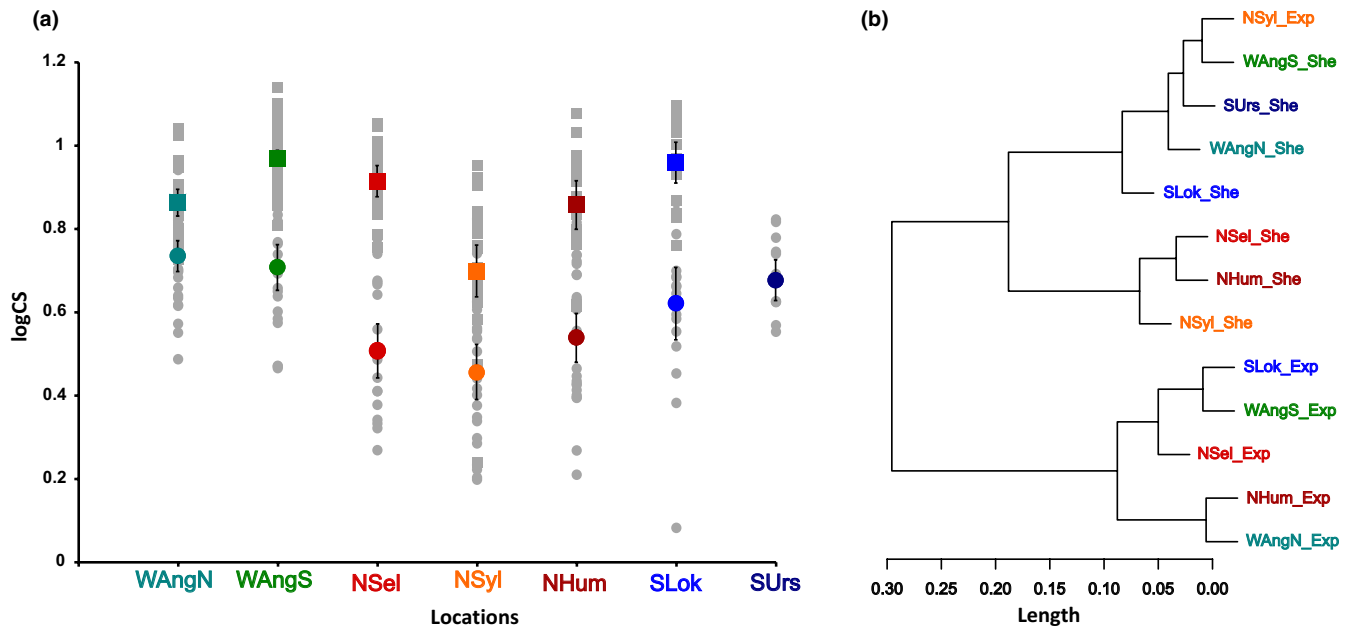 (a)
1.2
1
0.8
0.6
0.4
0.2
0
logCS
WAngN WAngS NSel NSyl NHum SLok SUrs
Locations
(b)
NSyl_Exp
WAngS_She
SUrs_She
WAngN_She
SLok_She
NSel_She
NHum_She
NSyl_She
SLok_Exp
WAngS_Exp
NSel_Exp
NHum_Exp
WAngN_Exp
0.30 0.25 0.20 0.15 0.10 0.05 0.00
Length